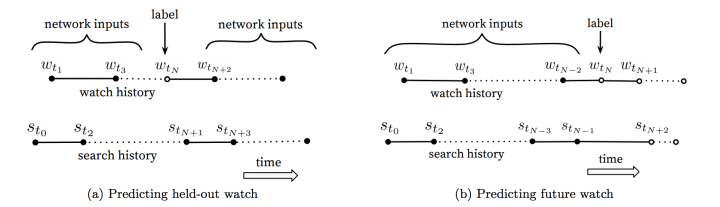 network inputs label network inputs
w_{t_1} w_{t_3} w_{t_N} w_{t_{N+2}}
watch history
s_{t_0} s_{t_2} s_{t_{N+1}} s_{t_{N+3}}
search history
time
(a) Predicting held-out watch
network inputs label
w_{t_1} w_{t_3} w_{t_{N-2}} w_{t_N} w_{t_{N+1}}
watch history
s_{t_0} s_{t_2} s_{t_{N-3}} s_{t_{N-1}} s_{t_{N+2}}
search history
time
(b) Predicting future watch